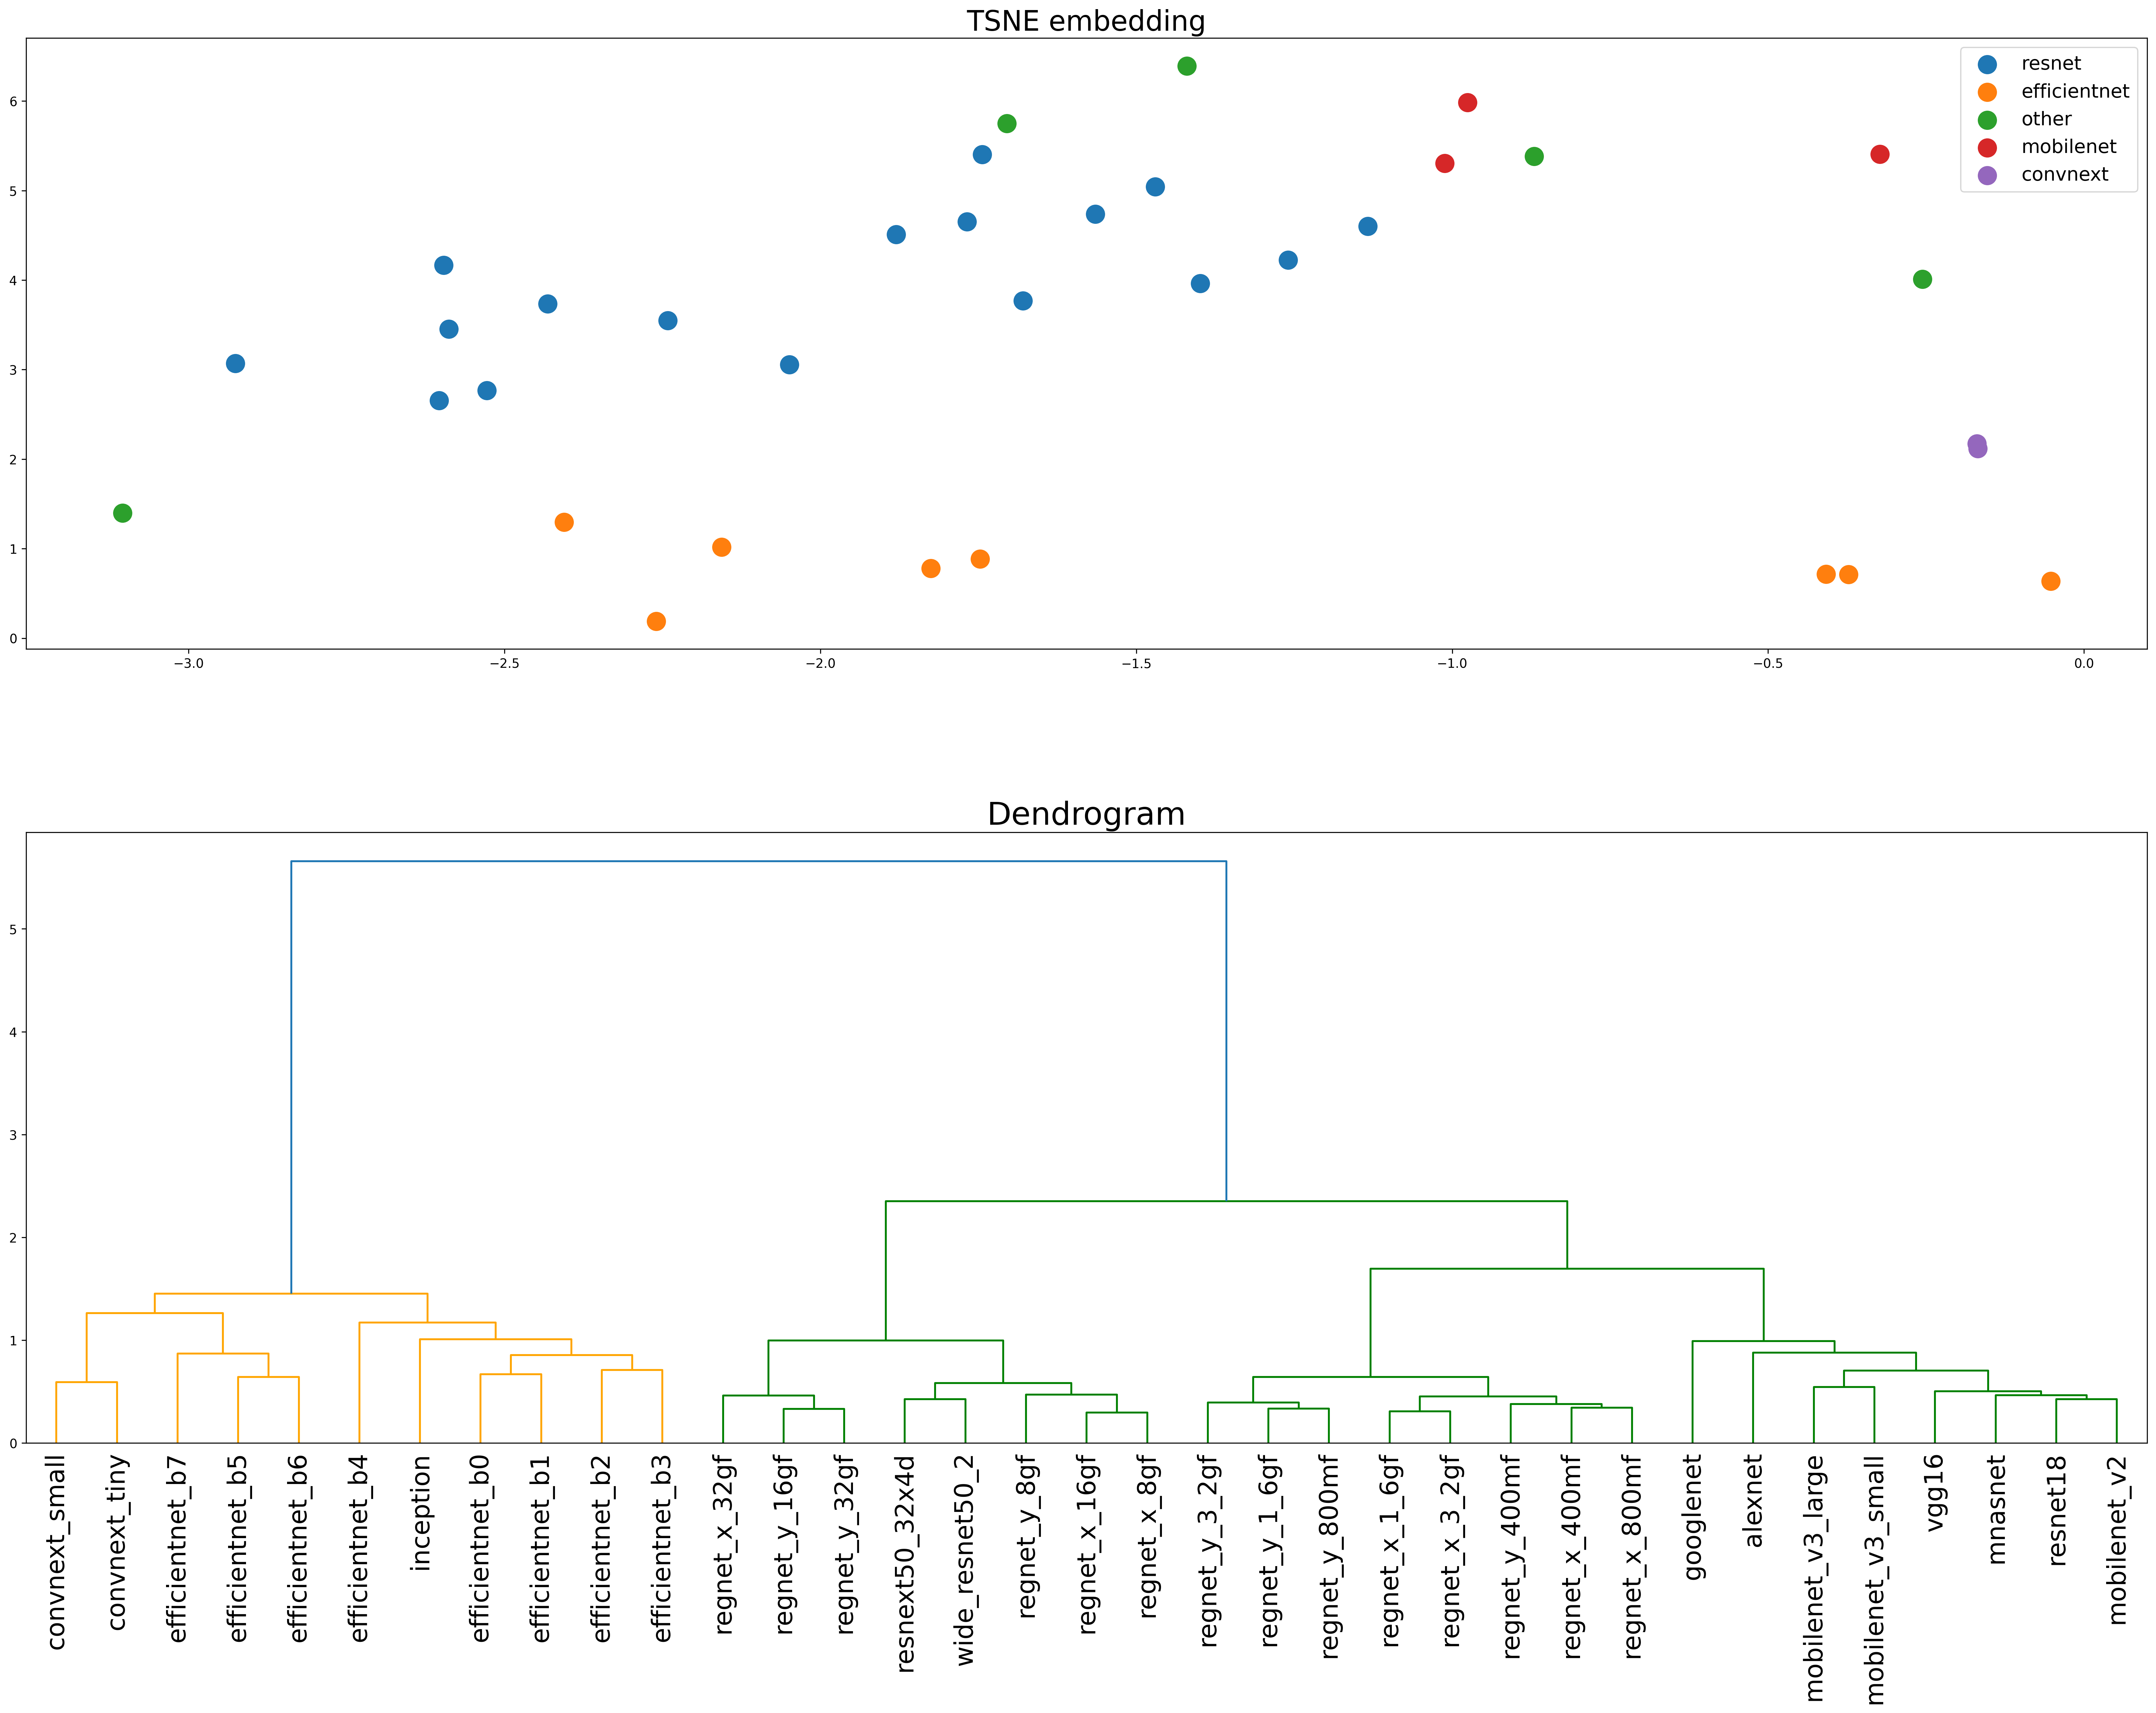 TSNE embedding
resnet
efficientnet
other
mobilenet
convnext
6
5
4
3
2
1
0
−3.0 −2.5 −2.0 −1.5 −1.0 −0.5 0.0
Dendrogram
5
4
3
2
1
0
convnext_small
convnext_tiny
efficientnet_b7
efficientnet_b5
efficientnet_b6
efficientnet_b4
inception
efficientnet_b0
efficientnet_b1
efficientnet_b2
efficientnet_b3
regnet_x_32gf
regnet_y_16gf
regnet_y_32gf
resnext50_32x4d
wide_resnet50_2
regnet_y_8gf
regnet_x_16gf
regnet_x_8gf
regnet_y_3_2gf
regnet_y_1_6gf
regnet_y_800mf
regnet_x_1_6gf
regnet_x_3_2gf
regnet_y_400mf
regnet_x_400mf
regnet_x_800mf
googlenet
alexnet
mobilenet_v3_large
mobilenet_v3_small
vgg16
mnasnet
resnet18
mobilenet_v2